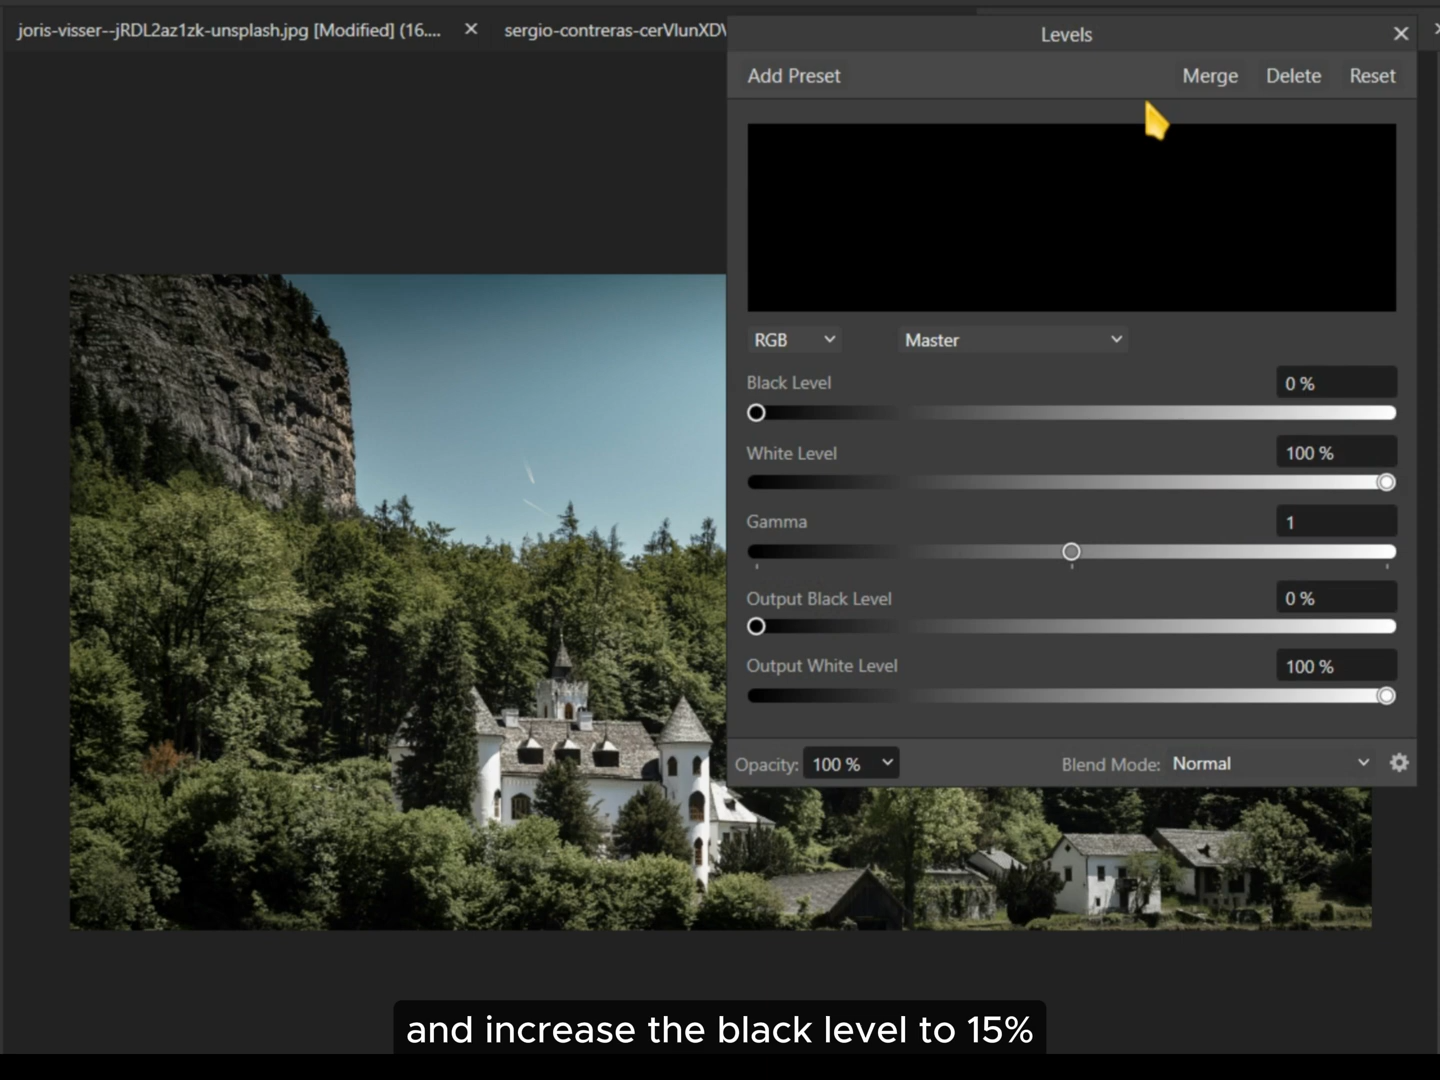 joris-visser--jRDL2az1zk-unsplash.jpg [Modified] (16....
sergio-contreras-cerVlunXD
Levels
Add Preset
Merge
Delete
Reset
RGB
Master
Black Level
0 %
White Level
100 %
Gamma
1
Output Black Level
0 %
Output White Level
100 %
Opacity: 100 %
Blend Mode: Normal
and increase the black level to 15%